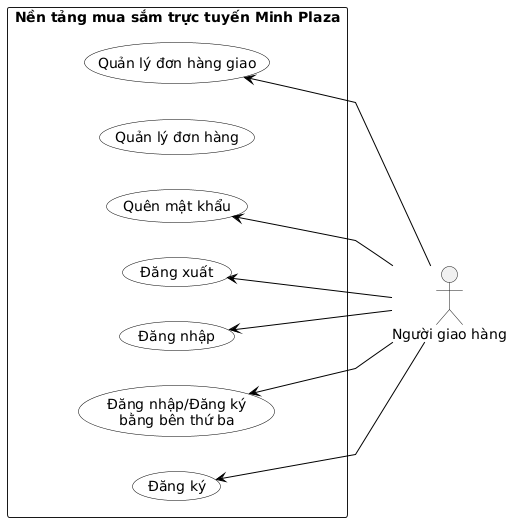 Nền tảng mua sắm trực tuyến Minh Plaza
Quản lý đơn hàng giao
Quản lý đơn hàng
Quên mật khẩu
Đăng xuất
Đăng nhập
Người giao hàng
Đăng nhập/Đăng ký
bằng bên thứ ba
Đăng ký